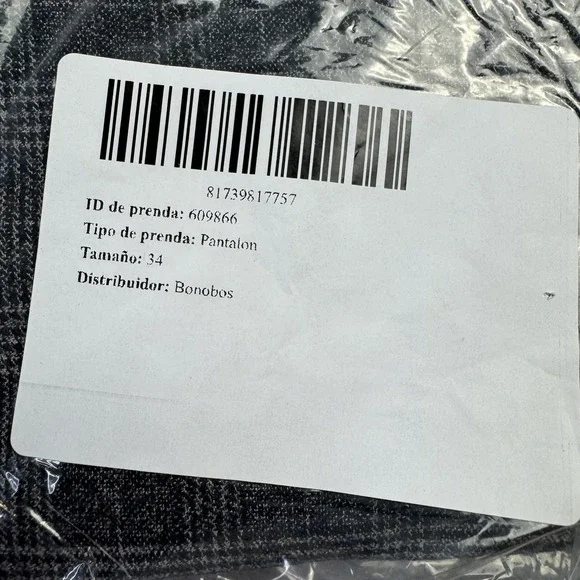 81739817757
ID de prenda: 609866
Tipo de prenda: Pantalon
Tamaño: 34
Distribuidor: Bonobos